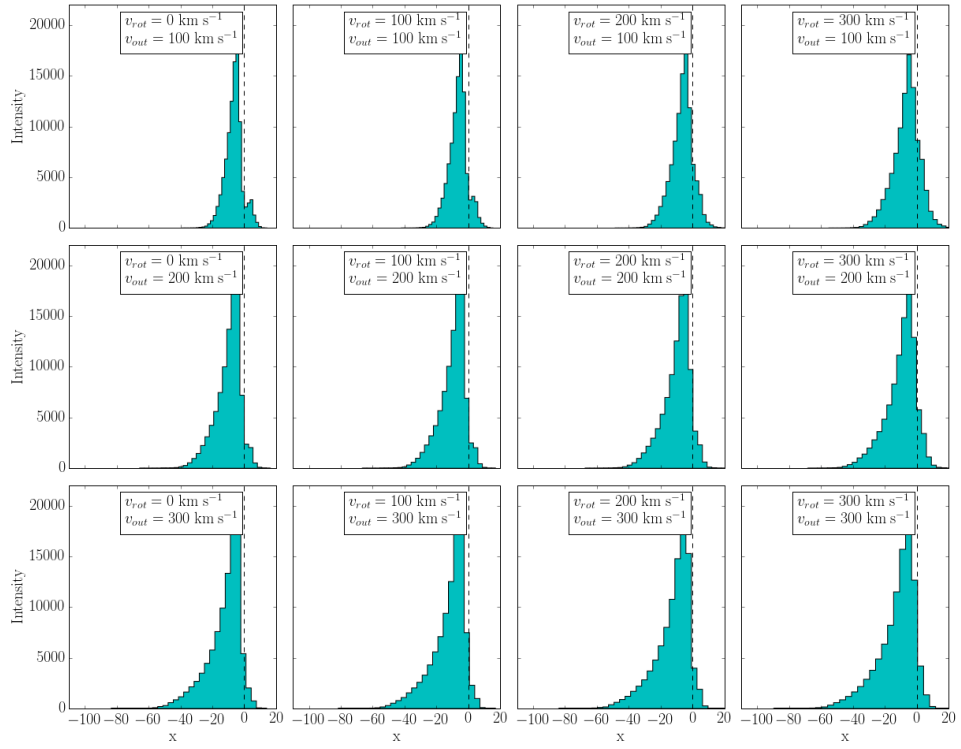 v_rot = 0 km s⁻¹
v_out = 100 km s⁻¹
v_rot = 100 km s⁻¹
v_out = 100 km s⁻¹
v_rot = 200 km s⁻¹
v_out = 100 km s⁻¹
v_rot = 300 km s⁻¹
v_out = 100 km s⁻¹
20000
15000
10000
5000
0
Intensity
v_rot = 0 km s⁻¹
v_out = 200 km s⁻¹
v_rot = 100 km s⁻¹
v_out = 200 km s⁻¹
v_rot = 200 km s⁻¹
v_out = 200 km s⁻¹
v_rot = 300 km s⁻¹
v_out = 200 km s⁻¹
20000
15000
10000
5000
0
Intensity
v_rot = 0 km s⁻¹
v_out = 300 km s⁻¹
v_rot = 100 km s⁻¹
v_out = 300 km s⁻¹
v_rot = 200 km s⁻¹
v_out = 300 km s⁻¹
v_rot = 300 km s⁻¹
v_out = 300 km s⁻¹
20000
15000
10000
5000
0
Intensity
−100 −80 −60 −40 −20 0 20
−100 −80 −60 −40 −20 0 20
−100 −80 −60 −40 −20 0 20
−100 −80 −60 −40 −20 0 20
x x x x